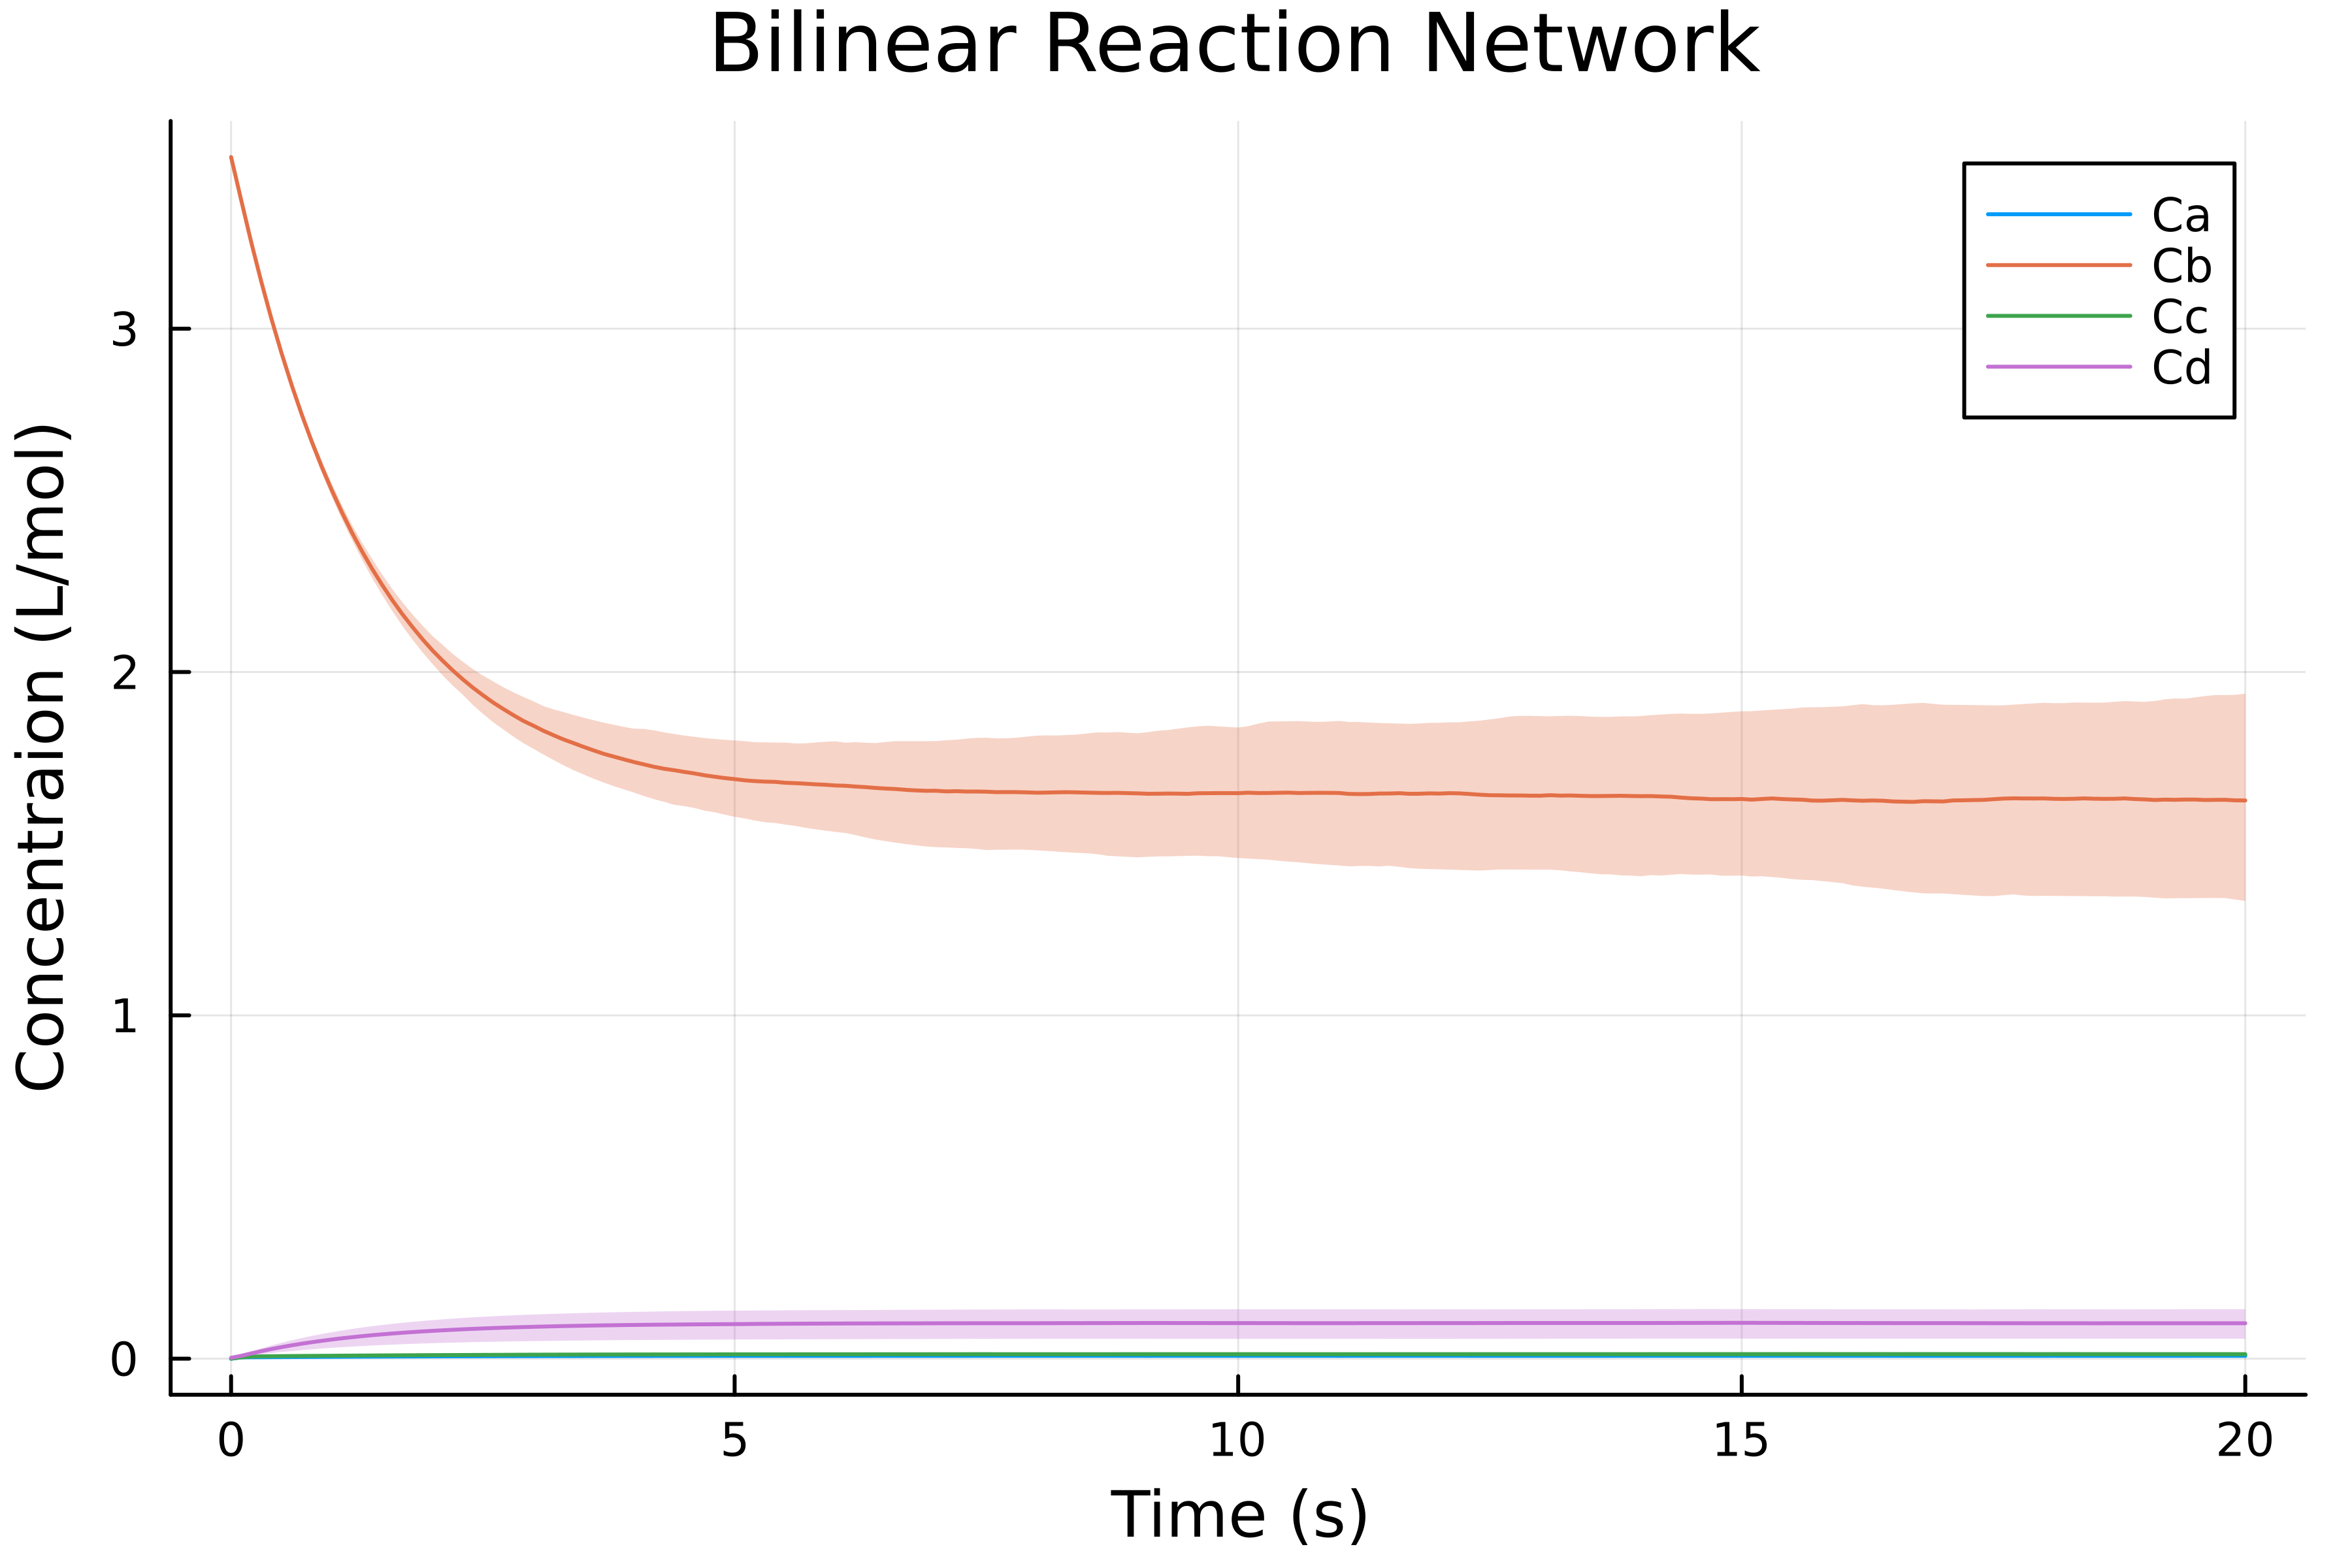 Bilinear Reaction Network
Concentraion (L/mol)
3
2
1
0
0 5 10 15 20
Time (s)
Ca
Cb
Cc
Cd